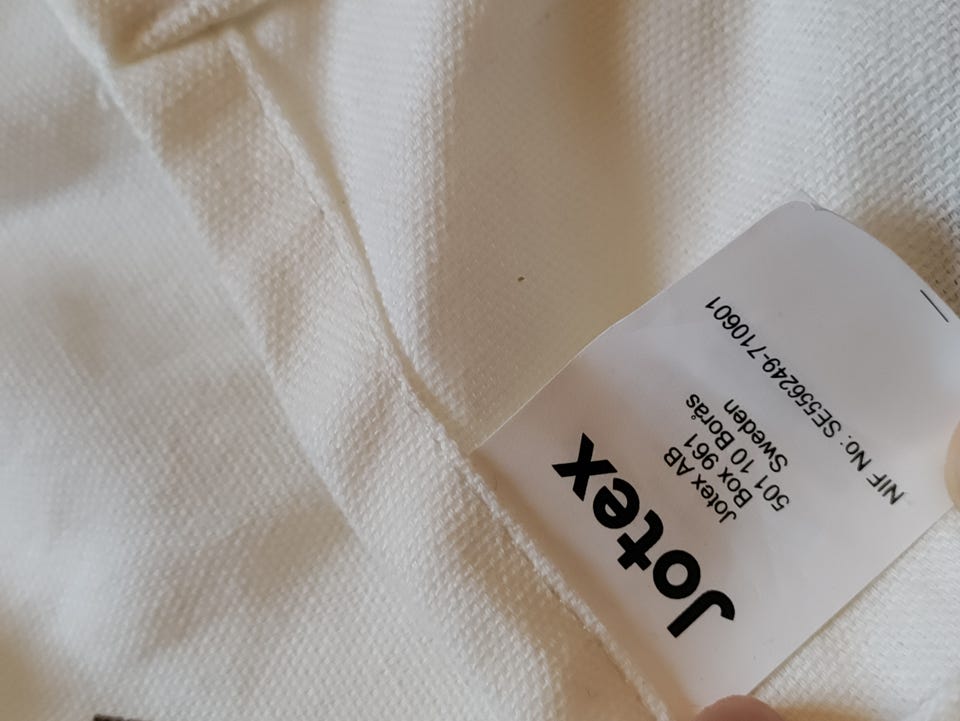 Jotex
Jotex AB
Box 961
501 10 Borås
Sweden
NIF No: SE556249-710601